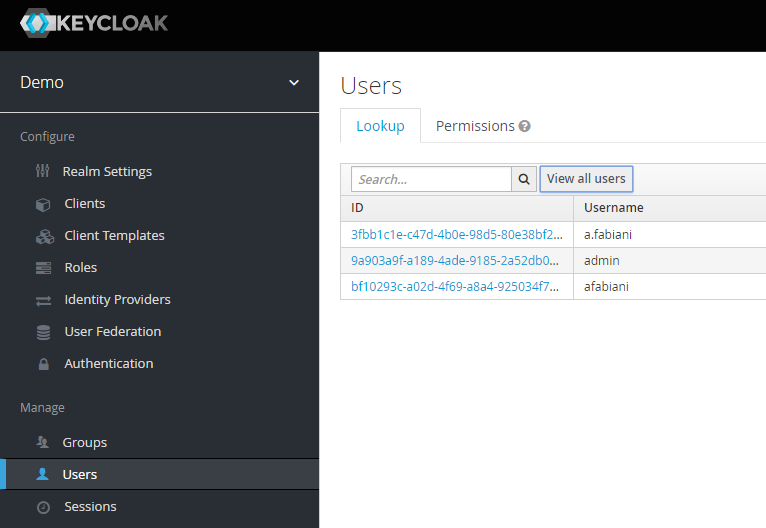 KEYCLOAK
Demo
Configure
Realm Settings
Clients
Client Templates
Roles
Identity Providers
User Federation
Authentication
Manage
Groups
Users
Sessions
Users
Lookup Permissions ?
Search... View all users
ID Username
3fbb1c1e-c47d-4b0e-98d5-80e38bf2... a.fabiani
9a903a9f-a189-4ade-9185-2a52db0... admin
bf10293c-a02d-4f69-a8a4-925034f7... afabiani